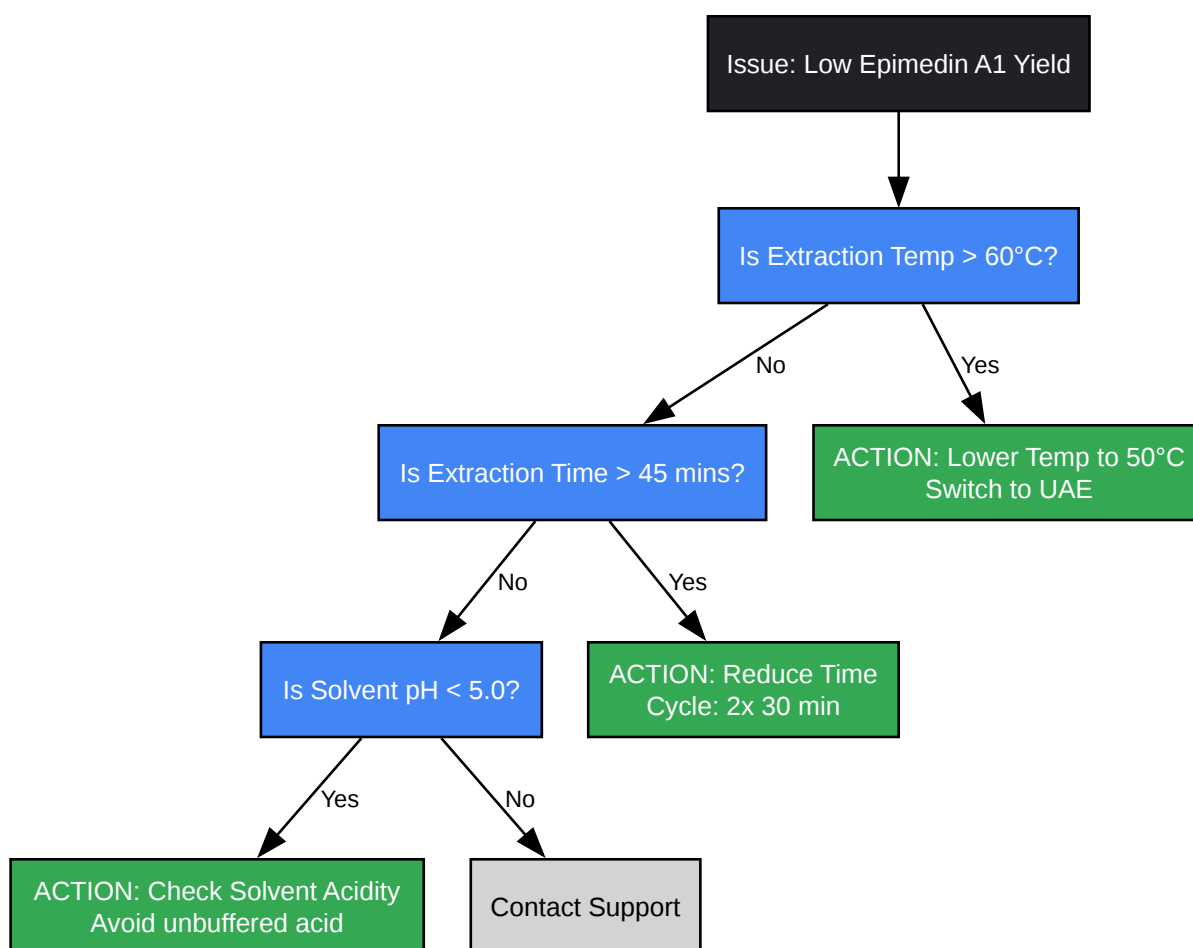 Issue: Low Epimedin A1 Yield
Is Extraction Temp > 60°C?
No
Yes
Is Extraction Time > 45 mins?
ACTION: Lower Temp to 50°C
Switch to UAE
No
Yes
Is Solvent pH < 5.0?
ACTION: Reduce Time
Cycle: 2x 30 min
Yes
No
ACTION: Check Solvent Acidity
Avoid unbuffered acid
Contact Support